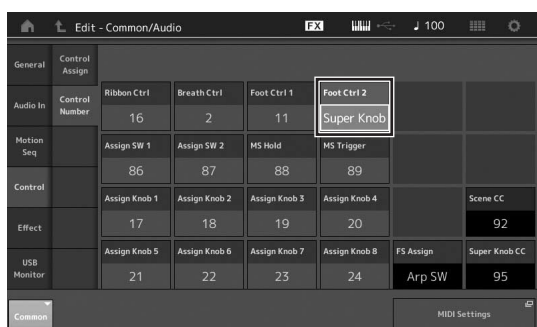 Edit - Common/Audio FX ♩ 100
General
Control Assign
Audio In
Control Number
Motion Seq
Control
Effect
USB Monitor
Common
Ribbon Ctrl Breath Ctrl Foot Ctrl 1 Foot Ctrl 2
16 2 11 Super Knob
Assign SW 1 Assign SW 2 MS Hold MS Trigger
86 87 88 89
Assign Knob 1 Assign Knob 2 Assign Knob 3 Assign Knob 4 Scene CC
17 18 19 20 92
Assign Knob 5 Assign Knob 6 Assign Knob 7 Assign Knob 8 FS Assign Super Knob CC
21 22 23 24 Arp SW 95
MIDI Settings